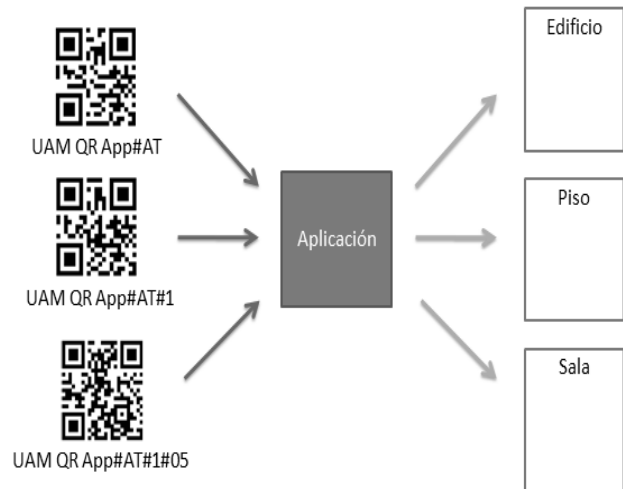 UAM QR App#AT
UAM QR App#AT#1
UAM QR App#AT#1#05
Aplicación
Edificio
Piso
Sala